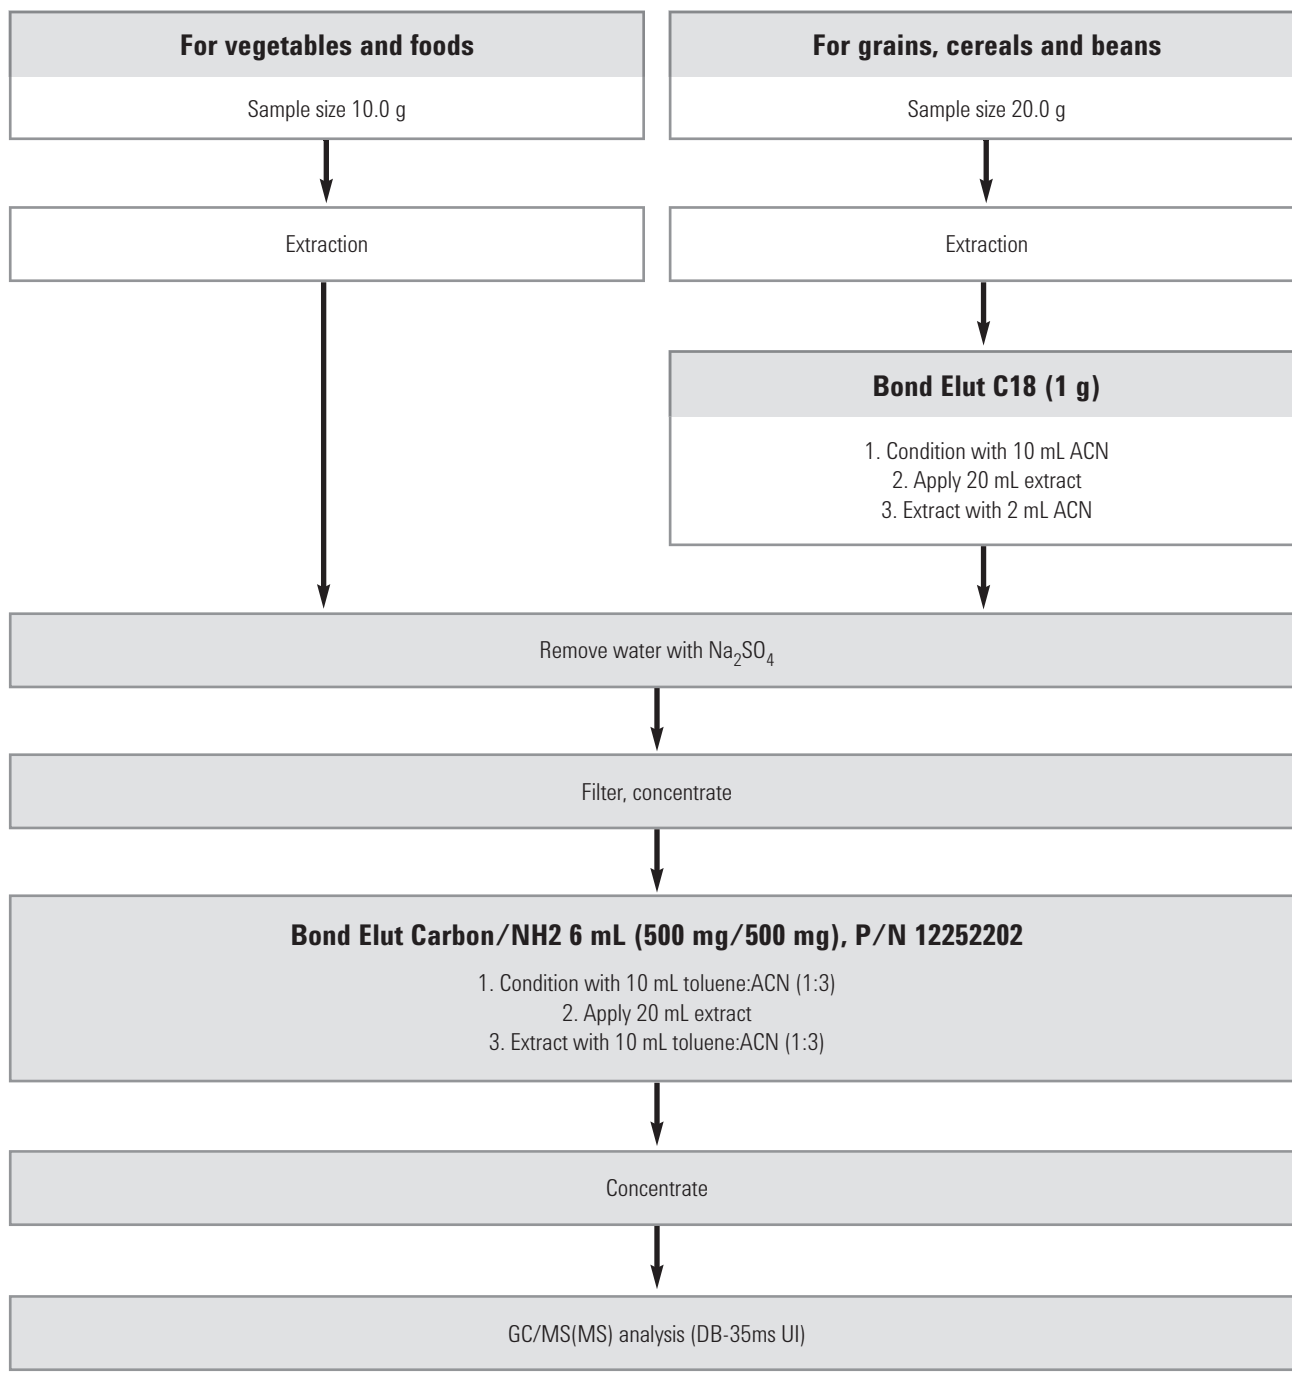 For vegetables and foods
Sample size 10.0 g
For grains, cereals and beans
Sample size 20.0 g
Extraction
Extraction
Bond Elut C18 (1 g)
1. Condition with 10 mL ACN
2. Apply 20 mL extract
3. Extract with 2 mL ACN
Remove water with Na₂SO₄
Filter, concentrate
Bond Elut Carbon/NH2 6 mL (500 mg/500 mg), P/N 12252202
1. Condition with 10 mL toluene:ACN (1:3)
2. Apply 20 mL extract
3. Extract with 10 mL toluene:ACN (1:3)
Concentrate
GC/MS(MS) analysis (DB-35ms UI)